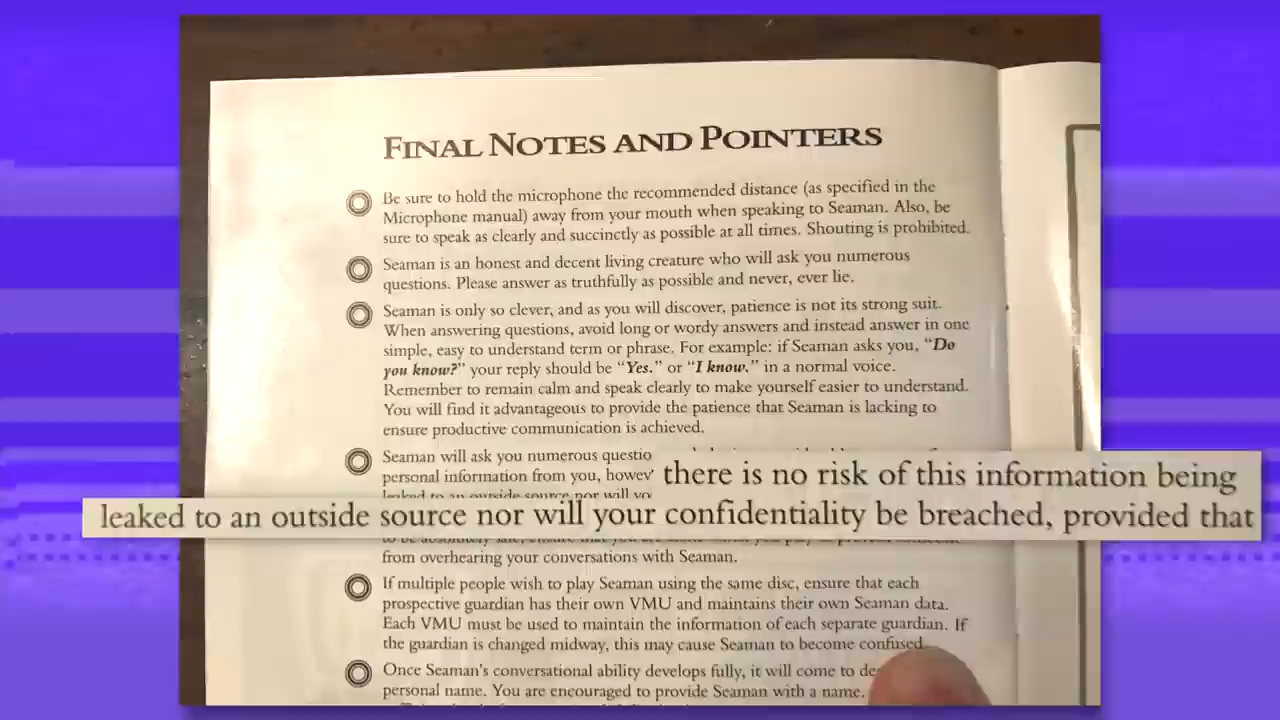 FINAL NOTES AND POINTERS
Be sure to hold the microphone the recommended distance (as specified in the
Microphone manual) away from your mouth when speaking to Seaman. Also, be
sure to speak as clearly and succinctly as possible at all times. Shouting is prohibited.
Seaman is an honest and decent living creature who will ask you numerous
questions. Please answer as truthfully as possible and never, ever lie.
Seaman is only so clever, and as you will discover, patience is not its strong suit.
When answering questions, avoid long or wordy answers and instead answer in one
simple, easy to understand term or phrase. For example: if Seaman asks you, “Do
you know?” your reply should be “Yes.” or “I know.” in a normal voice.
Remember to remain calm and speak clearly to make yourself easier to understand.
You will find it advantageous to provide the patience that Seaman is lacking to
ensure productive communication is achieved.
Seaman will ask you numerous questio
personal information from you, howev
there is no risk of this information being
leaked to an outside source nor will yo
leaked to an outside source nor will your confidentiality be breached, provided that
from overhearing your conversations with Seaman.
If multiple people wish to play Seaman using the same disc, ensure that each
prospective guardian has their own VMU and maintains their own Seaman data.
Each VMU must be used to maintain the information of each separate guardian. If
the guardian is changed midway, this may cause Seaman to become confused.
Once Seaman's conversational ability develops fully, it will come to
personal name. You are encouraged to provide Seaman with a name.